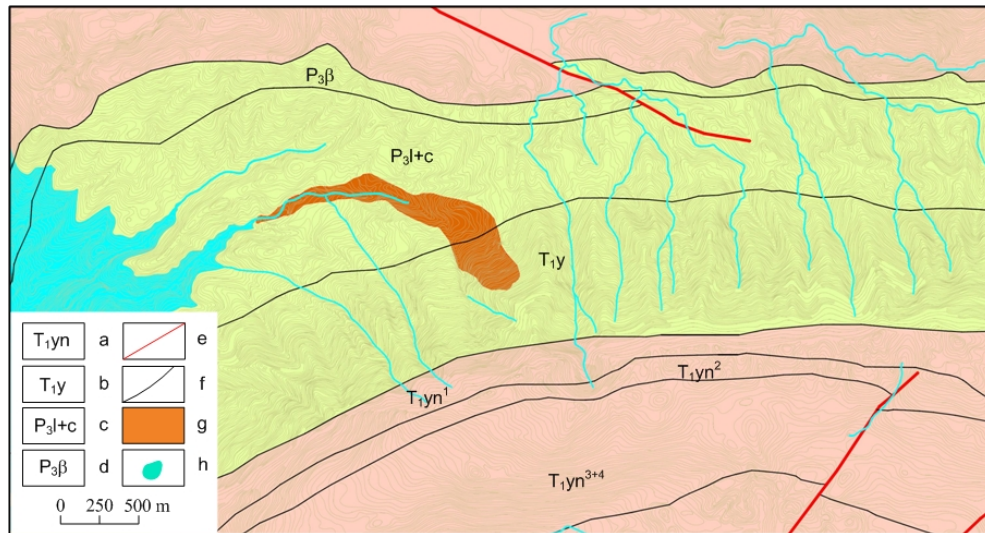 P₃β
P₃l+c
T₁y
T₁yn¹
T₁yn²
T₁yn³⁺⁴
T₁yn a e
T₁y b f
P₃l+c c g
P₃β d h
0 250 500 m